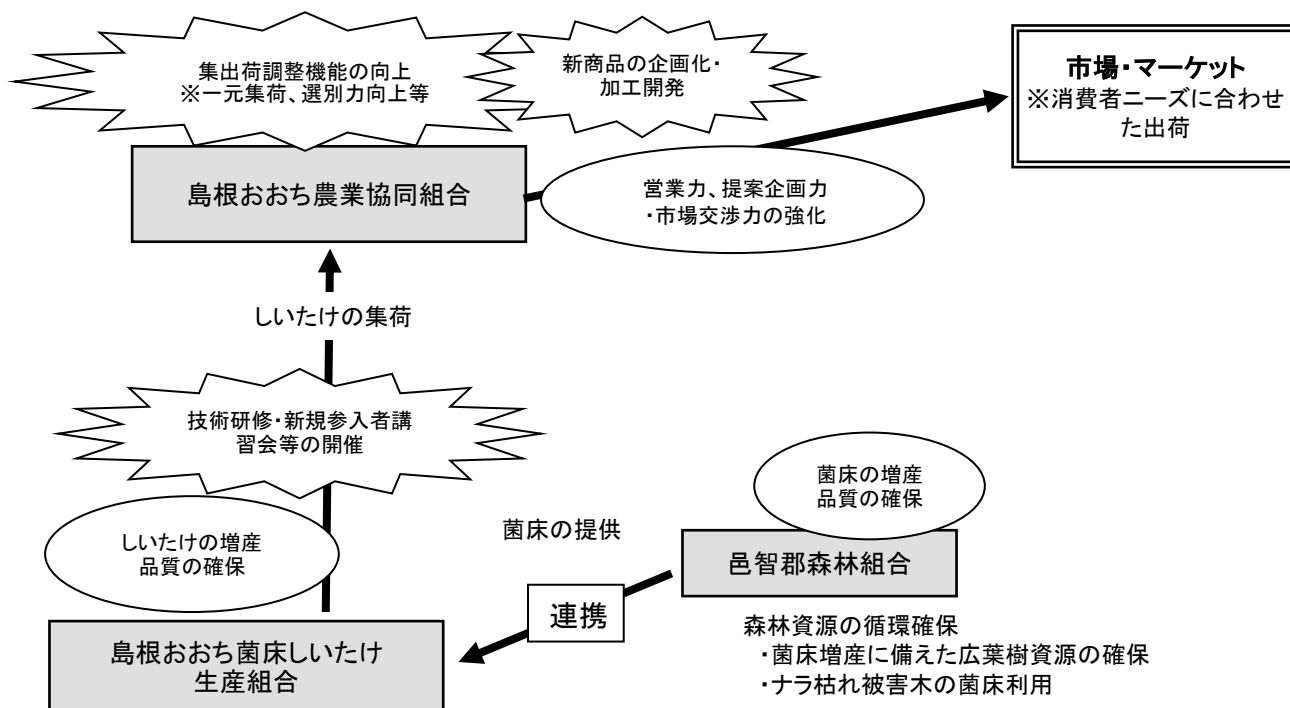 集出荷調整機能の向上
※一元集荷、選別力向上等
新商品の企画化・
加工開発
市場・マーケット
※消費者ニーズに合わせ
た出荷
島根おおち農業協同組合
営業力、提案企画力
・市場交渉力の強化
しいたけの集荷
技術研修・新規参入者講
習会等の開催
菌床の増産
品質の確保
しいたけの増産
品質の確保
菌床の提供
邑智郡森林組合
連携
島根おおち菌床しいたけ
生産組合
森林資源の循環確保
・菌床増産に備えた広葉樹資源の確保
・ナラ枯れ被害木の菌床利用